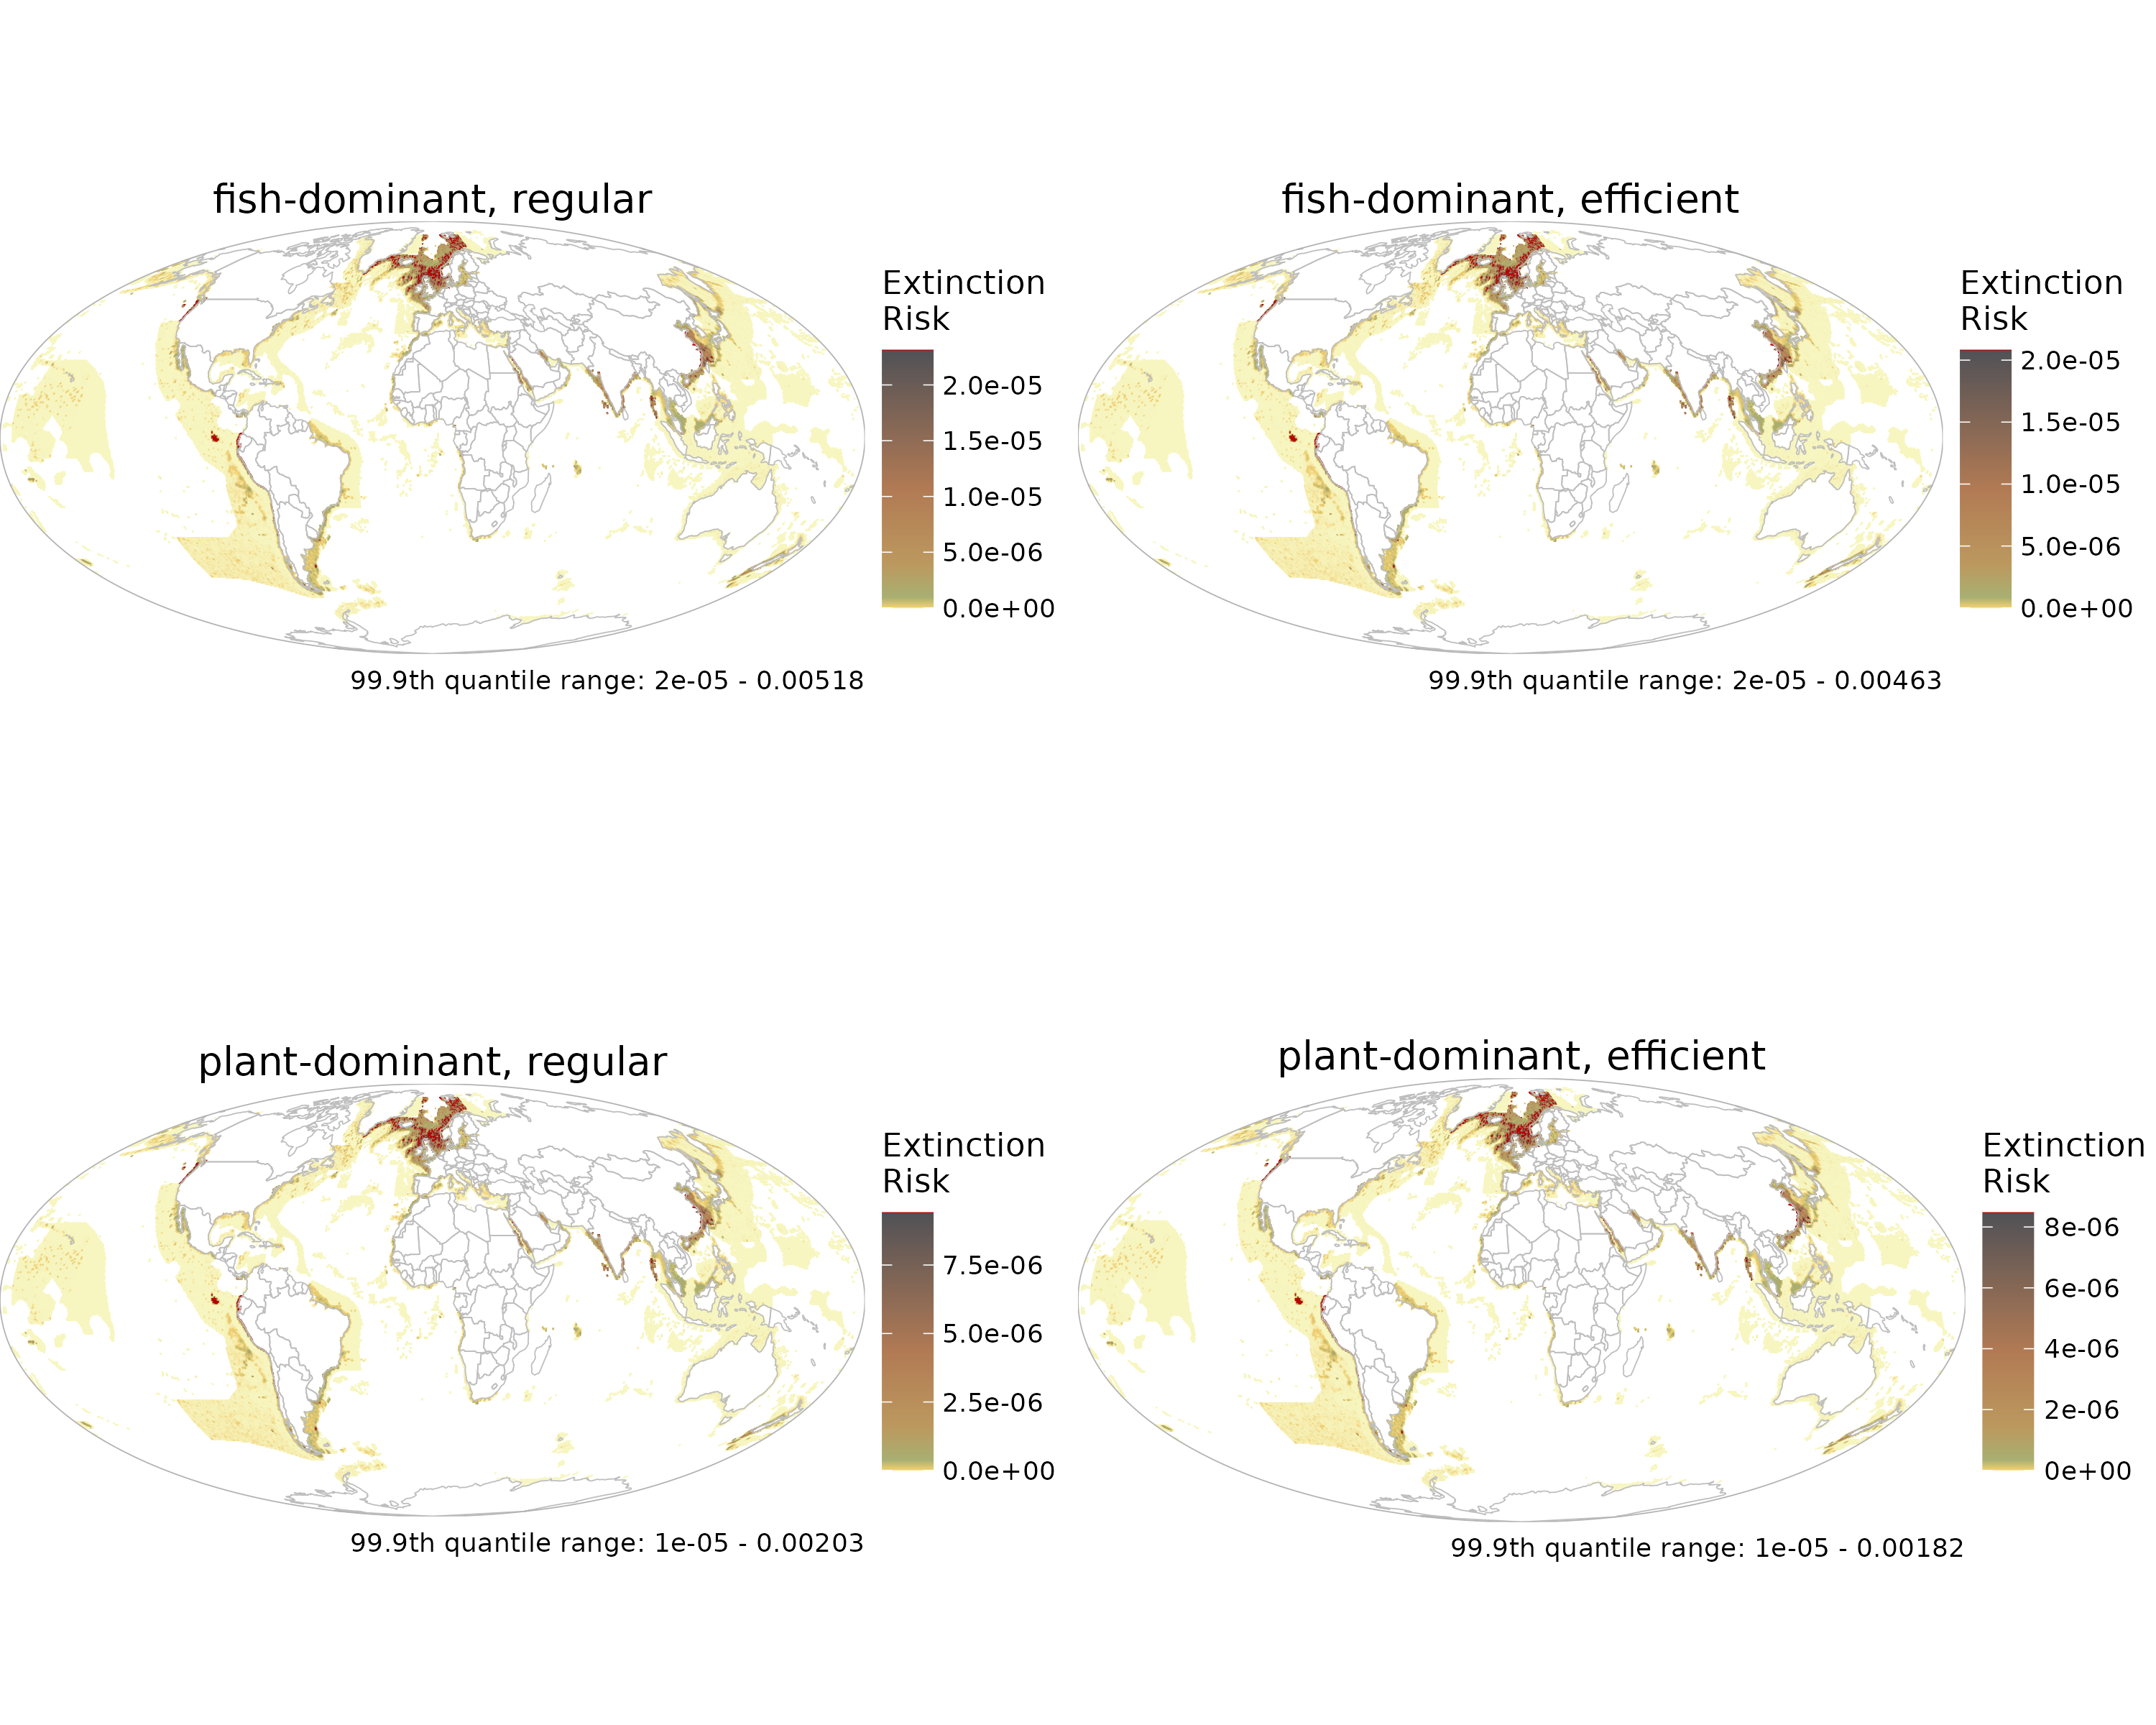 fish-dominant, regular
Extinction
Risk
2.0e-05
1.5e-05
1.0e-05
5.0e-06
0.0e+00
99.9th quantile range: 2e-05 - 0.00518
fish-dominant, efficient
Extinction
Risk
2.0e-05
1.5e-05
1.0e-05
5.0e-06
0.0e+00
99.9th quantile range: 2e-05 - 0.00463
plant-dominant, regular
Extinction
Risk
7.5e-06
5.0e-06
2.5e-06
0.0e+00
99.9th quantile range: 1e-05 - 0.00203
plant-dominant, efficient
Extinction
Risk
8e-06
6e-06
4e-06
2e-06
0e+00
99.9th quantile range: 1e-05 - 0.00182